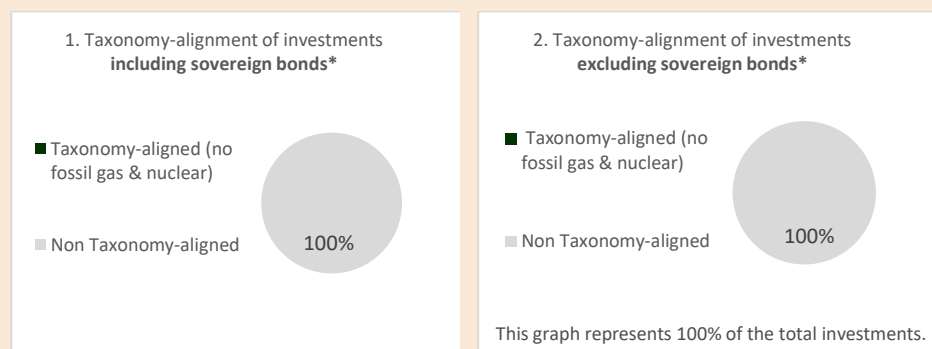 1. Taxonomy-alignment of investments
including sovereign bonds*
Taxonomy-aligned (no
fossil gas & nuclear)
Non Taxonomy-aligned
100%
2. Taxonomy-alignment of investments
excluding sovereign bonds*
Taxonomy-aligned (no
fossil gas & nuclear)
Non Taxonomy-aligned
100%
This graph represents 100% of the total investments.